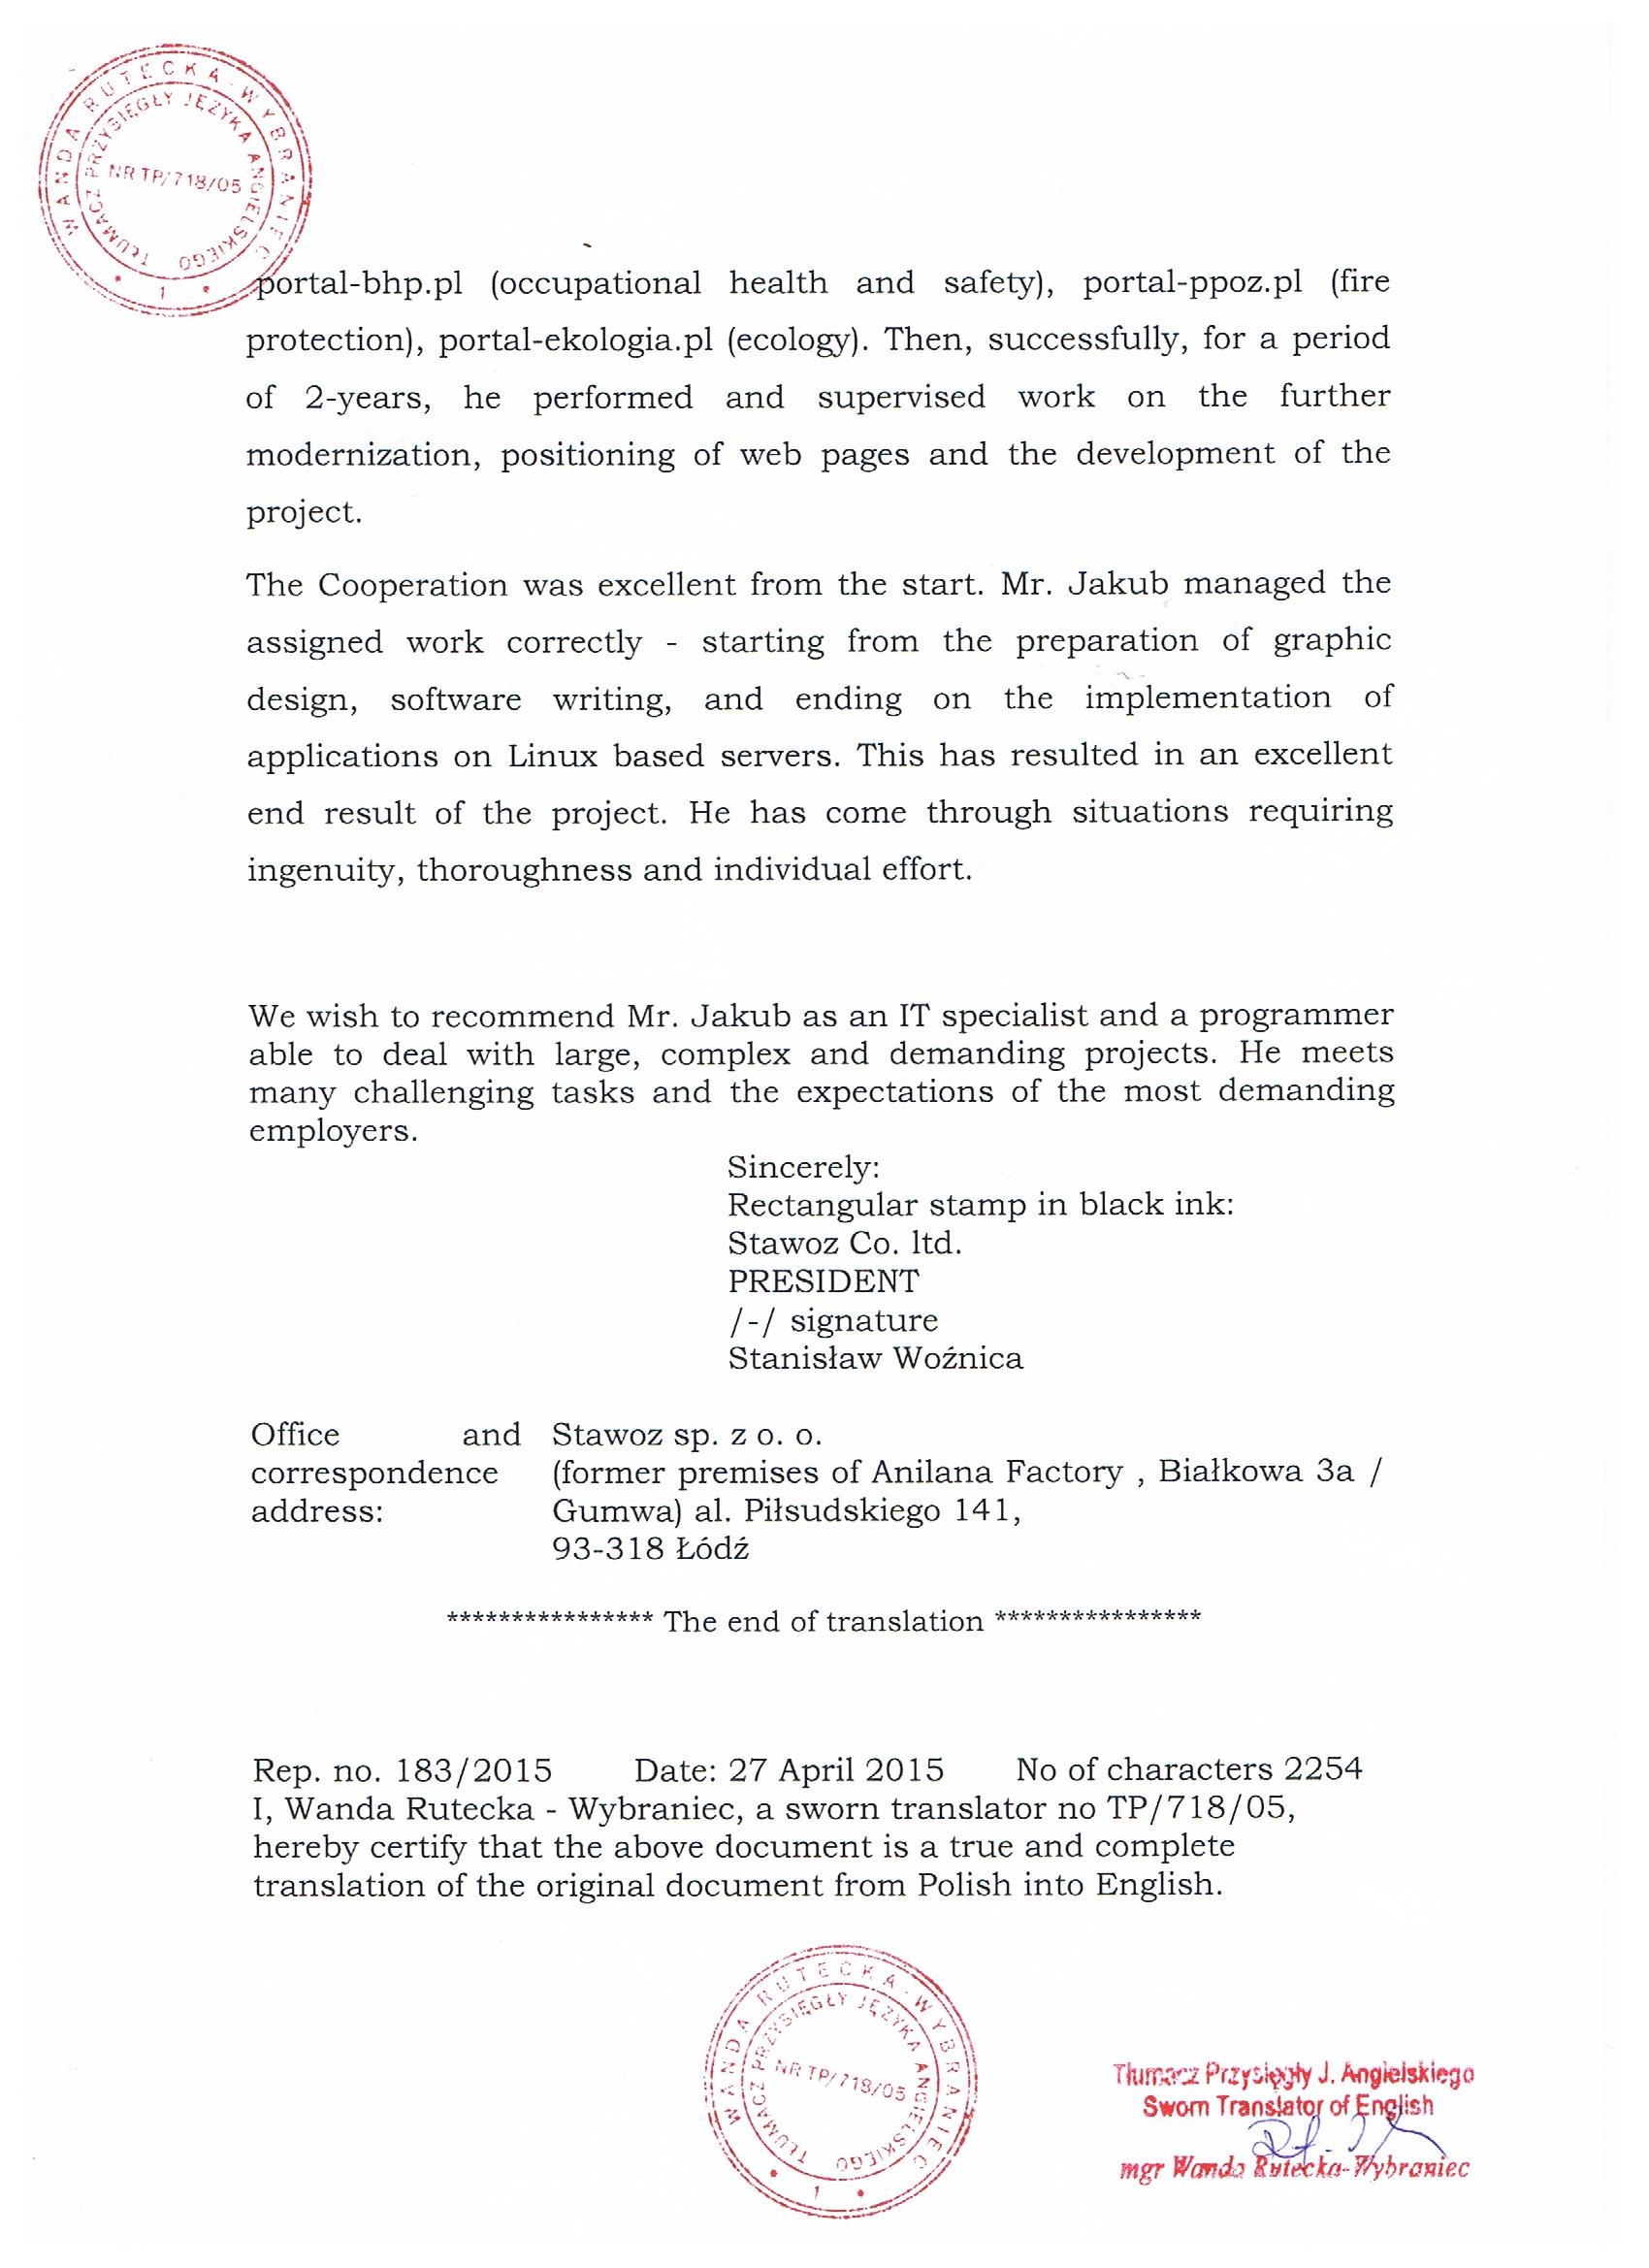 WANDA RUTECKA-WYBRANIEC
TŁUMACZ PRZYSIĘGŁY JĘZYKA ANGIELSKIEGO
NR TP/718/05
1
portal-bhp.pl (occupational health and safety), portal-ppoz.pl (fire
protection), portal-ekologia.pl (ecology). Then, successfully, for a period
of 2-years, he performed and supervised work on the further
modernization, positioning of web pages and the development of the
project.
The Cooperation was excellent from the start. Mr. Jakub managed the
assigned work correctly - starting from the preparation of graphic
design, software writing, and ending on the implementation of
applications on Linux based servers. This has resulted in an excellent
end result of the project. He has come through situations requiring
ingenuity, thoroughness and individual effort.
We wish to recommend Mr. Jakub as an IT specialist and a programmer
able to deal with large, complex and demanding projects. He meets
many challenging tasks and the expectations of the most demanding
employers.
Sincerely:
Rectangular stamp in black ink:
Stawoz Co. ltd.
PRESIDENT
/-/ signature
Stanisław Woźnica
Office and correspondence address:
Stawoz sp. z o. o.
(former premises of Anilana Factory , Białkowa 3a /
Gumwa) al. Piłsudskiego 141,
93-318 Łódź
**************** The end of translation ****************
Rep. no. 183/2015 Date: 27 April 2015 No of characters 2254
I, Wanda Rutecka - Wybraniec, a sworn translator no TP/718/05,
hereby certify that the above document is a true and complete
translation of the original document from Polish into English.
WANDA RUTECKA-WYBRANIEC
TŁUMACZ PRZYSIĘGŁY JĘZYKA ANGIELSKIEGO
NR TP/718/05
1
Tłumacz Przysięgły J. Angielskiego
Sworn Translator of English
mgr Wanda Rutecka-Wybraniec